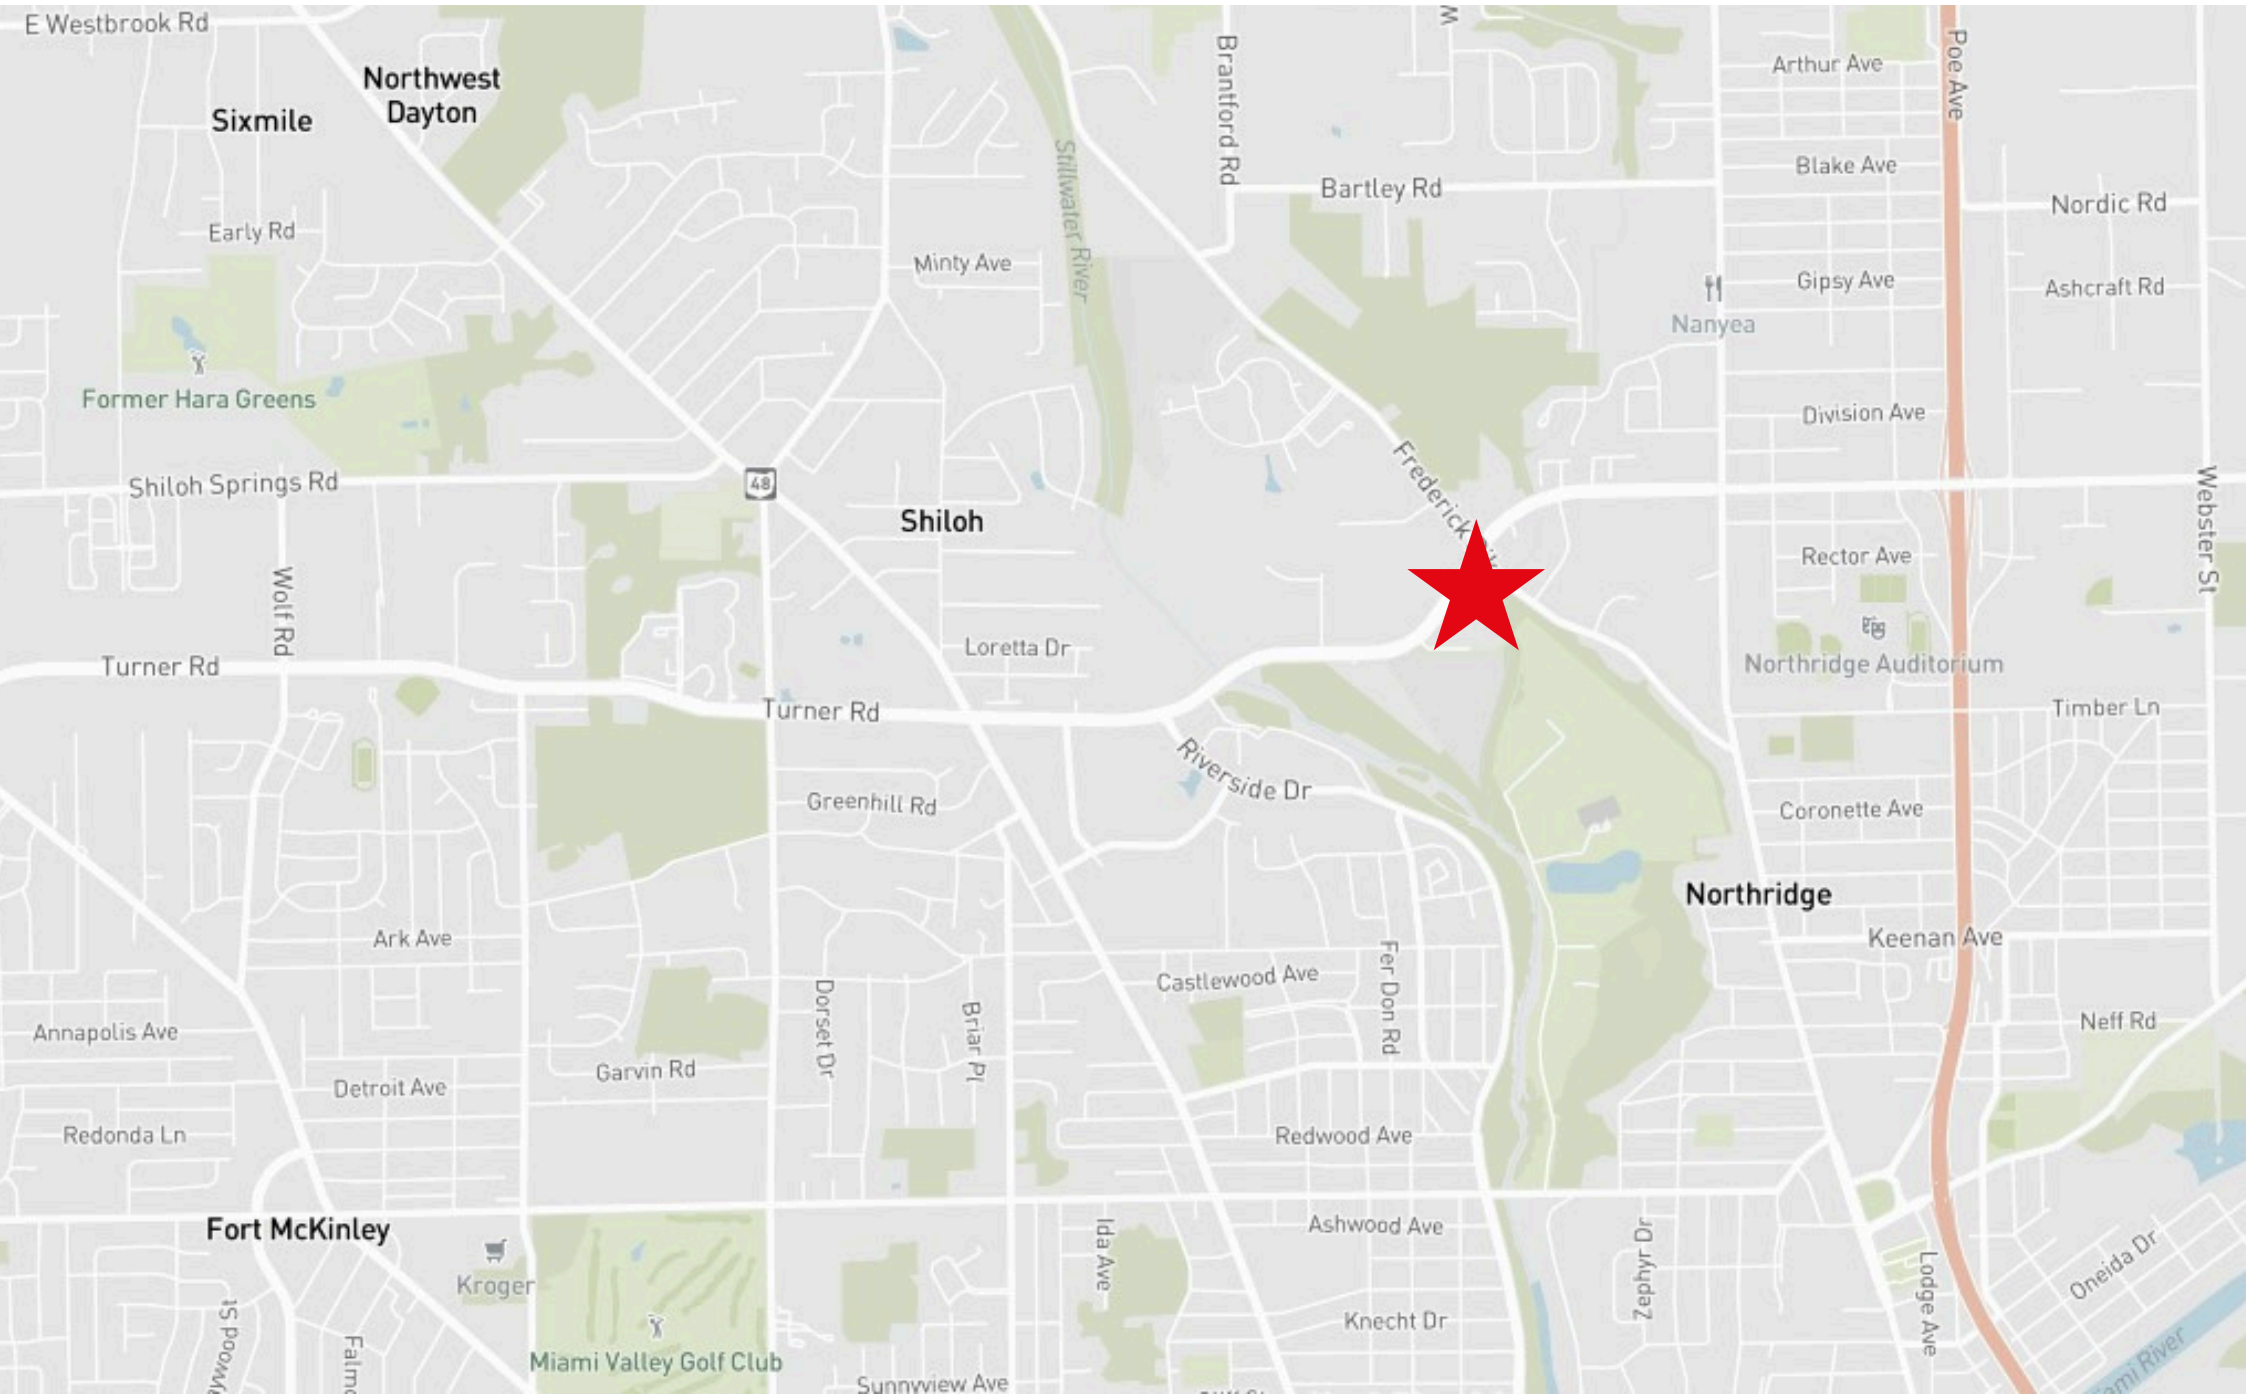 E Westbrook Rd
Northwest
Dayton
Sixmile
Brantford Rd
W
Arthur Ave
Poe Ave
Stillwater River
Blake Ave
Bartley Rd
Nordic Rd
Early Rd
Minty Ave
Gipsy Ave
Ashcraft Rd
Nanyea
Former Hara Greens
Division Ave
Shiloh Springs Rd
48
Frederick
Webster St
Shiloh
Wolf Rd
Rector Ave
Loretta Dr
Northridge Auditorium
Turner Rd
Turner Rd
Timber Ln
Riverside Dr
Greenhill Rd
Coronette Ave
Northridge
Ark Ave
Keenan Ave
Castlewood Ave
Fer Don Rd
Dorset Dr
Briar Pl
Annapolis Ave
Neff Rd
Garvin Rd
Detroit Ave
Redonda Ln
Redwood Ave
Fort McKinley
Ida Ave
Ashwood Ave
Zephyr Dr
Oneida Dr
Lodge Ave
Kroger
Knecht Dr
Miami Valley Golf Club
Sunnyview Ave
River